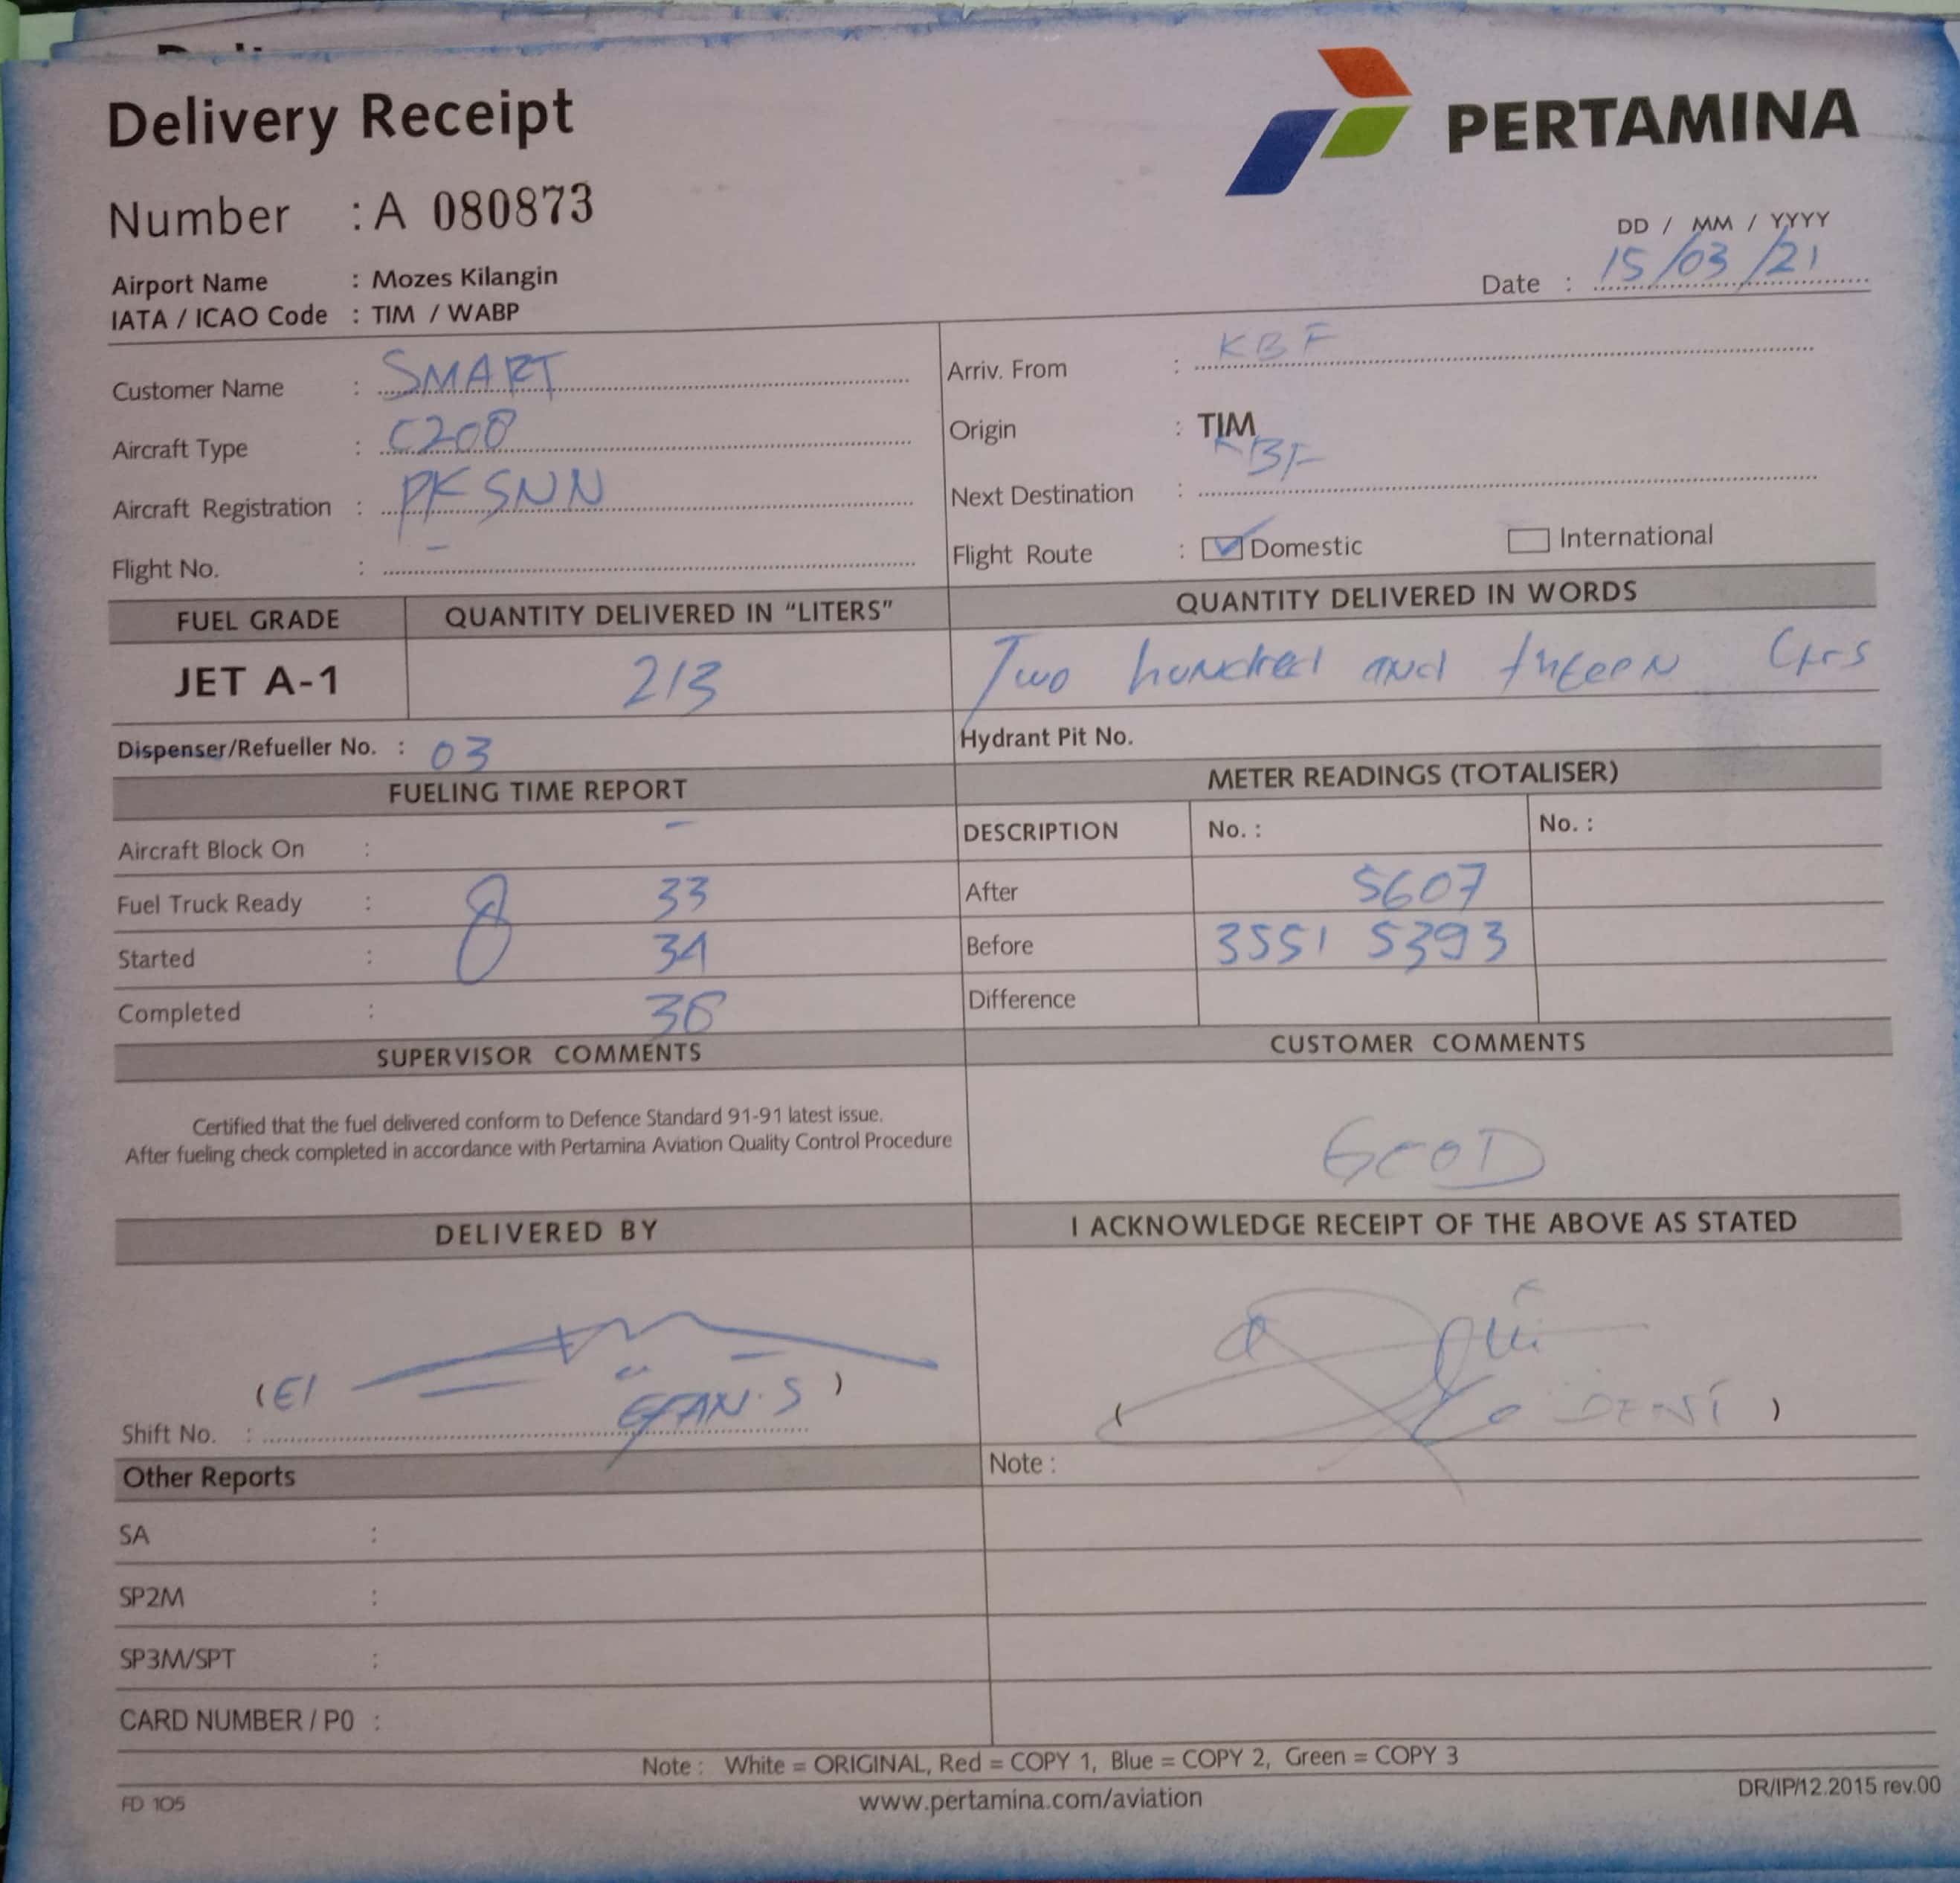 Delivery Receipt
PERTAMINA
Number : A 080873
DD / MM / YYYY
Date : 15/03/21
Airport Name : Mozes Kilangin
IATA / ICAO Code : TIM / WABP
Customer Name : SMART
Arriv. From : KBF
Aircraft Type : C208
Origin : TIM
Aircraft Registration : PK SNN
Next Destination : KBF
Flight No. : -
Flight Route : Domestic International
FUEL GRADE QUANTITY DELIVERED IN "LITERS" QUANTITY DELIVERED IN WORDS
JET A-1 213 Two hundred and Ltrs
Dispenser/Refueller No. : 03 Hydrant Pit No.
FUELING TIME REPORT METER READINGS (TOTALISER)
Aircraft Block On : - DESCRIPTION No. : No. :
Fuel Truck Ready : 8 33 After 5607
Started : 34 Before 3551 5393
Completed : 36 Difference
SUPERVISOR COMMENTS CUSTOMER COMMENTS
Certified that the fuel delivered conform to Defence Standard 91-91 latest issue.
After fueling check completed in accordance with Pertamina Aviation Quality Control Procedure
GOOD
DELIVERED BY I ACKNOWLEDGE RECEIPT OF THE ABOVE AS STATED
(E1 EFAN.S )
( DENI )
Shift No. :
Other Reports Note :
SA :
SP2M :
SP3M/SPT :
CARD NUMBER / P0 :
Note : White = ORIGINAL, Red = COPY 1, Blue = COPY 2, Green = COPY 3
FD 105 www.pertamina.com/aviation DR/IP/12.2015 rev.00